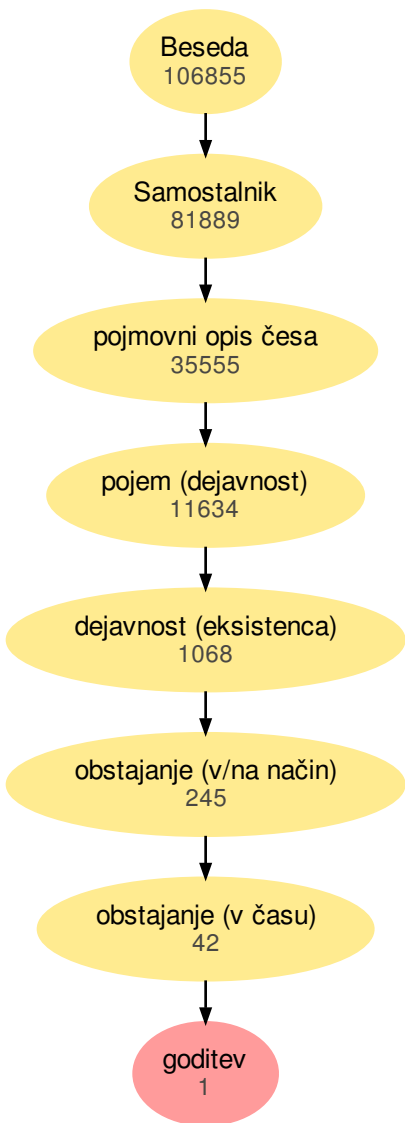 Beseda
106855
Samostalnik
81889
pojmovni opis česa
35555
pojem (dejavnost)
11634
dejavnost (eksistenca)
1068
obstajanje (v/na način)
245
obstajanje (v času)
42
goditev
1